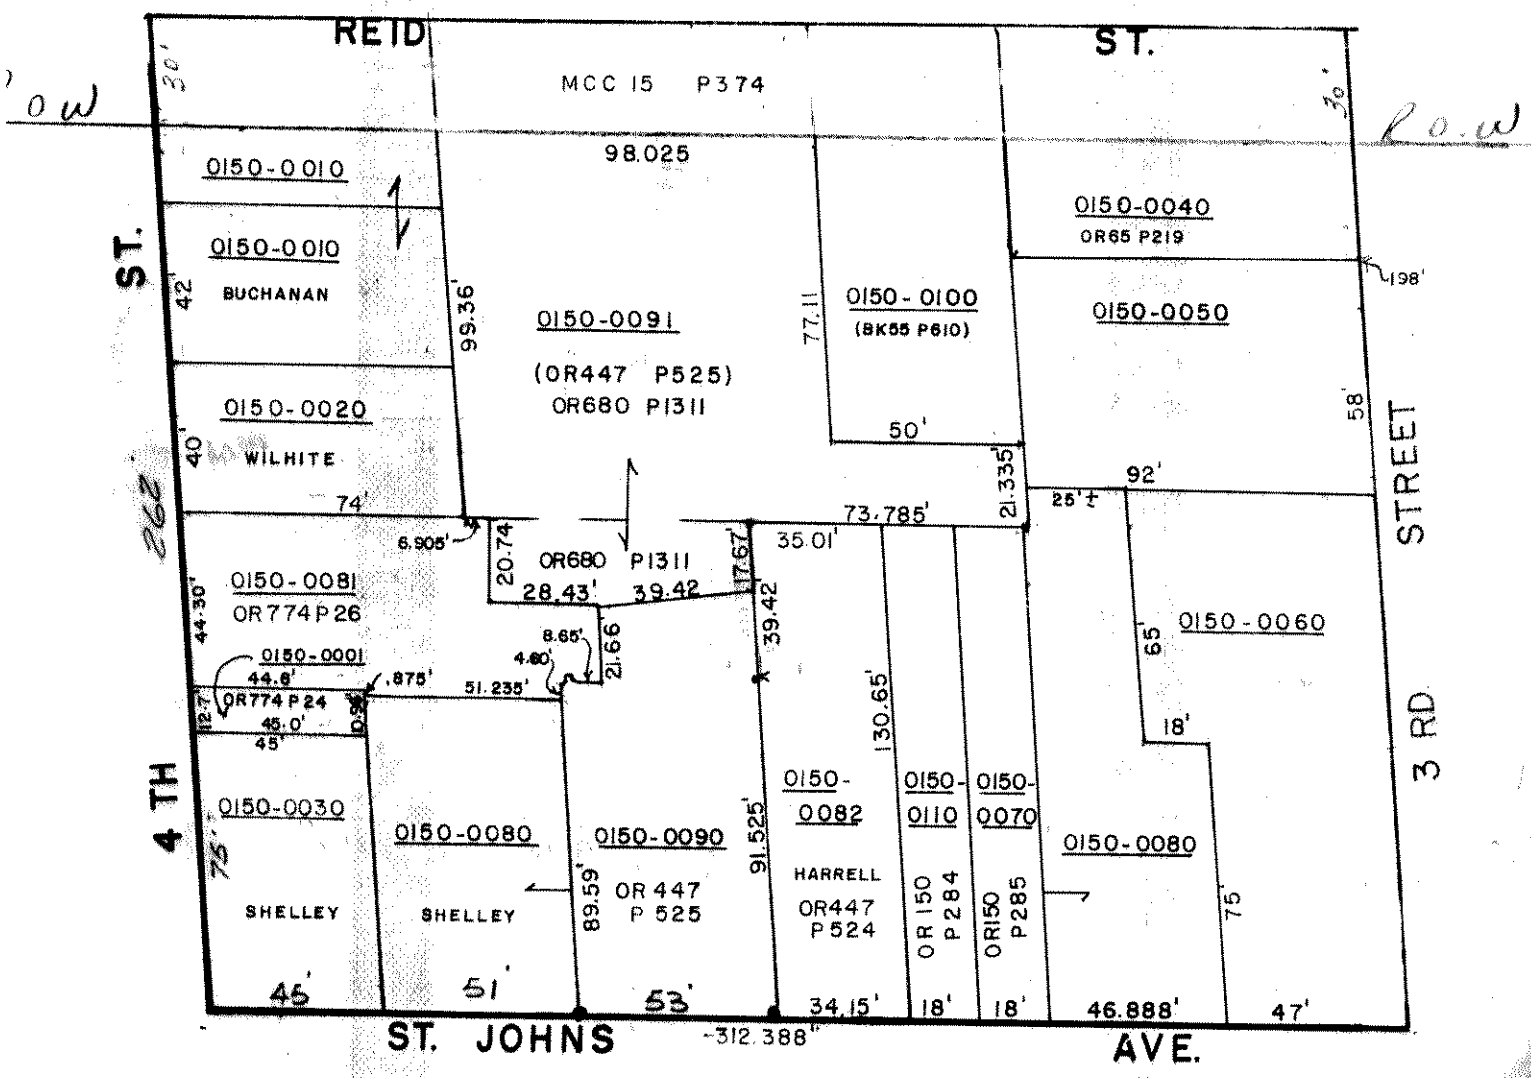 REID ST.
30'
30'
MCC 15 P374
O W
R O.W
98.025
0150-0010
0150-0040
OR65 P219
198'
ST.
0150-0010
BUCHANAN
42'
99.36'
0150-0091
(OR447 P525)
OR680 P1311
77.11
0150-0100
(BK55 P610)
0150-0050
58'
STREET
0150-0020
WILHITE
40'
262'
74'
50'
21.335'
92'
25'±
73.785'
35.01'
6.905'
20.74
OR680 P1311
17.67'
28.43'
39.42
39.42
0150-0081
OR774P26
44.30'
8.65'
4.60'
21.66
65'
0150-0060
0150-0001
44.6'
.875'
51.235'
OR774 P24
12.7'
45.0'
45'
130.65'
18'
3 RD.
4 TH
0150-0030
75'
0150-0080
0150-0090
91.525'
0150-
0082
0150-
0110
0150-
0070
0150-0080
SHELLEY
SHELLEY
89.59'
OR 447
P 525
HARRELL
OR447
P524
OR 150
P 284
OR150
P285
75'
45'
51'
53'
34.15'
18'
18'
46.888'
47'
ST. JOHNS AVE.
~312.388"